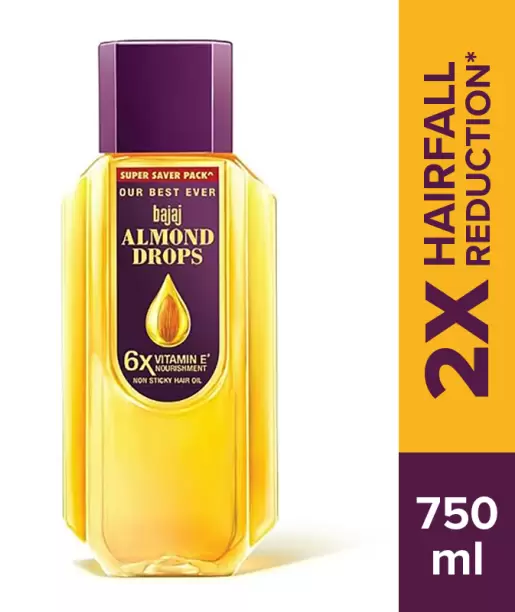 SUPER SAVER PACK^
OUR BEST EVER
bajaj
ALMOND
DROPS
6X VITAMIN E#
NOURISHMENT
NON STICKY HAIR OIL
2X HAIRFALL
REDUCTION*
750
ml